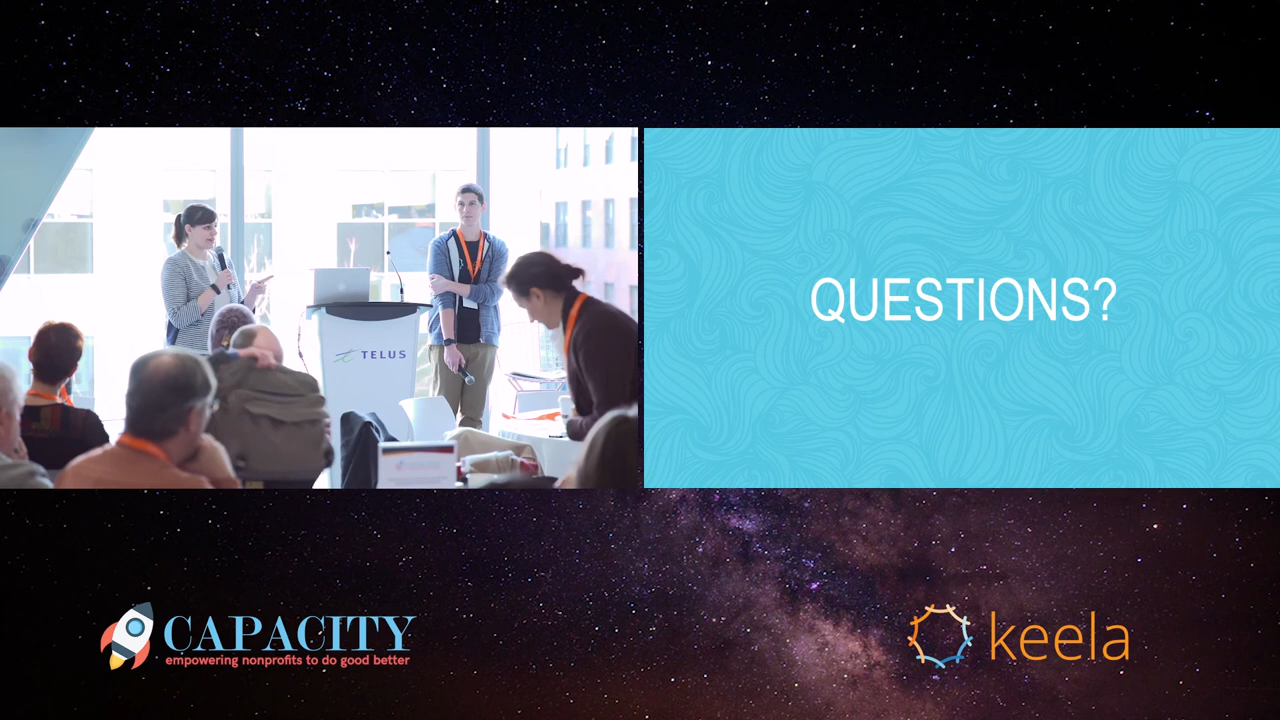 TELUS
QUESTIONS?
CAPACITY
empowering nonprofits to do good better
keela